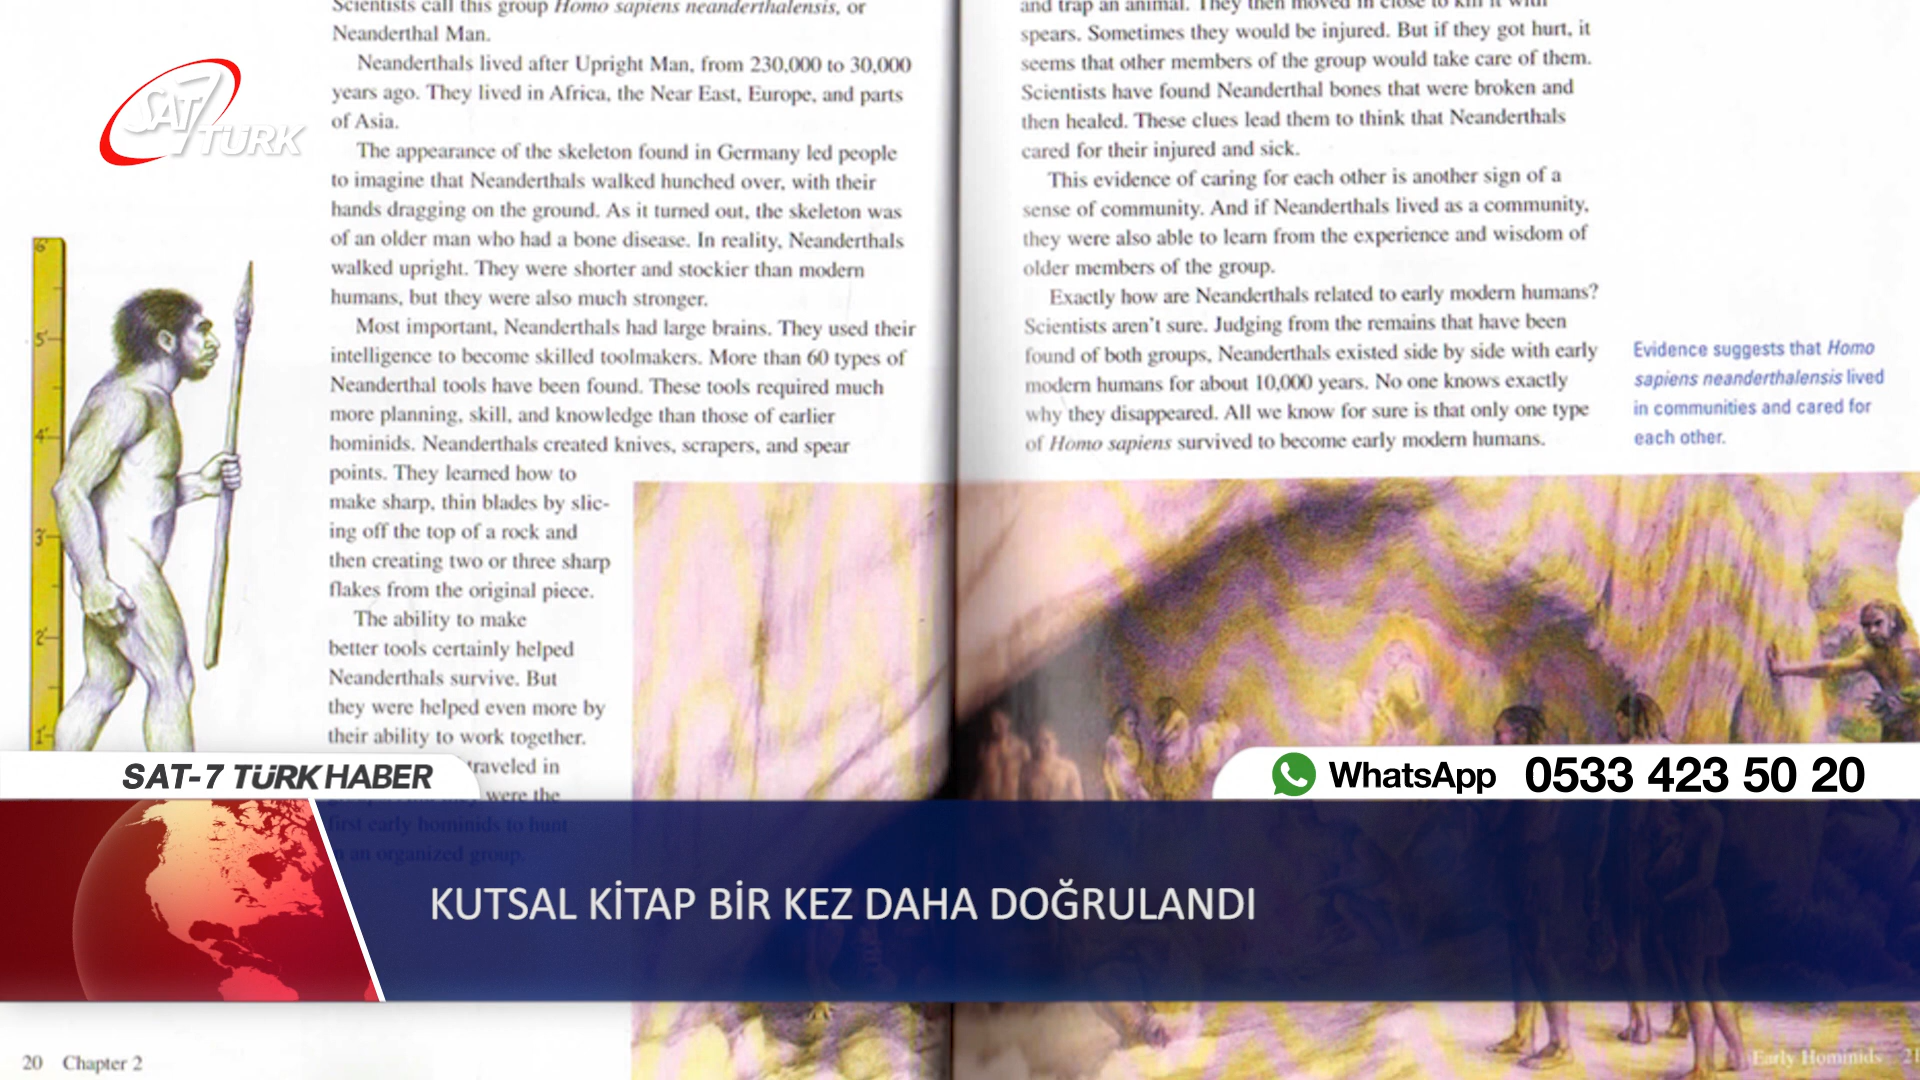 Scientists call this group Homo sapiens neanderthalensis, or
Neanderthal Man.
Neanderthals lived after Upright Man, from 230,000 to 30,000
years ago. They lived in Africa, the Near East, Europe, and parts
of Asia.
The appearance of the skeleton found in Germany led people
to imagine that Neanderthals walked hunched over, with their
hands dragging on the ground. As it turned out, the skeleton was
of an older man who had a bone disease. In reality, Neanderthals
walked upright. They were shorter and stockier than modern
humans, but they were also much stronger.
Most important, Neanderthals had large brains. They used their
intelligence to become skilled toolmakers. More than 60 types of
Neanderthal tools have been found. These tools required much
more planning, skill, and knowledge than those of earlier
hominids. Neanderthals created knives, scrapers, and spear
points. They learned how to
make sharp, thin blades by slic-
ing off the top of a rock and
then creating two or three sharp
flakes from the original piece.
The ability to make
better tools certainly helped
Neanderthals survive. But
they were helped even more by
their ability to work together.
traveled in
were the
first early hominids to hunt
an organized group.
and trap an animal. They then moved in close to kill it with
spears. Sometimes they would be injured. But if they got hurt, it
seems that other members of the group would take care of them.
Scientists have found Neanderthal bones that were broken and
then healed. These clues lead them to think that Neanderthals
cared for their injured and sick.
This evidence of caring for each other is another sign of a
sense of community. And if Neanderthals lived as a community,
they were also able to learn from the experience and wisdom of
older members of the group.
Exactly how are Neanderthals related to early modern humans?
Scientists aren't sure. Judging from the remains that have been
found of both groups, Neanderthals existed side by side with early
modern humans for about 10,000 years. No one knows exactly
why they disappeared. All we know for sure is that only one type
of Homo sapiens survived to become early modern humans.
Evidence suggests that Homo
sapiens neanderthalensis lived
in communities and cared for
each other.
SAT7
TÜRK
6'
5'
4'
3'
2'
1'
SAT-7 TÜRK HABER
WhatsApp 0533 423 50 20
KUTSAL KİTAP BİR KEZ DAHA DOĞRULANDI
20 Chapter 2
Early Hominids 21